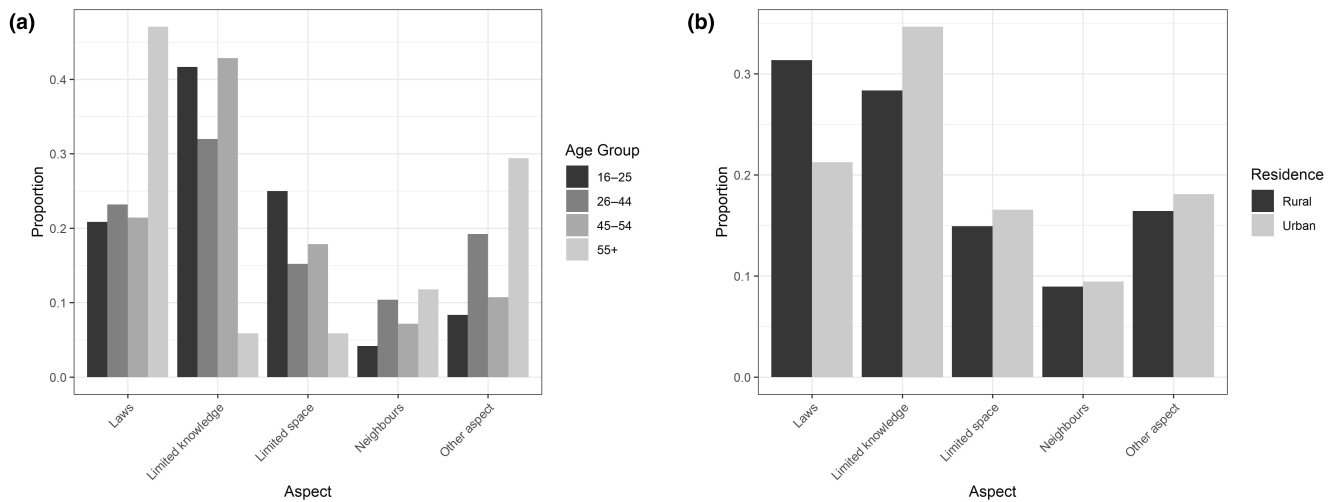 (a)
Proportion
0.4
0.3
0.2
0.1
0.0
Laws
Limited knowledge
Limited space
Neighbours
Other aspect
Aspect
Age Group
16–25
26–44
45–54
55+
(b)
Proportion
0.3
0.2
0.1
0.0
Laws
Limited knowledge
Limited space
Neighbours
Other aspect
Aspect
Residence
Rural
Urban